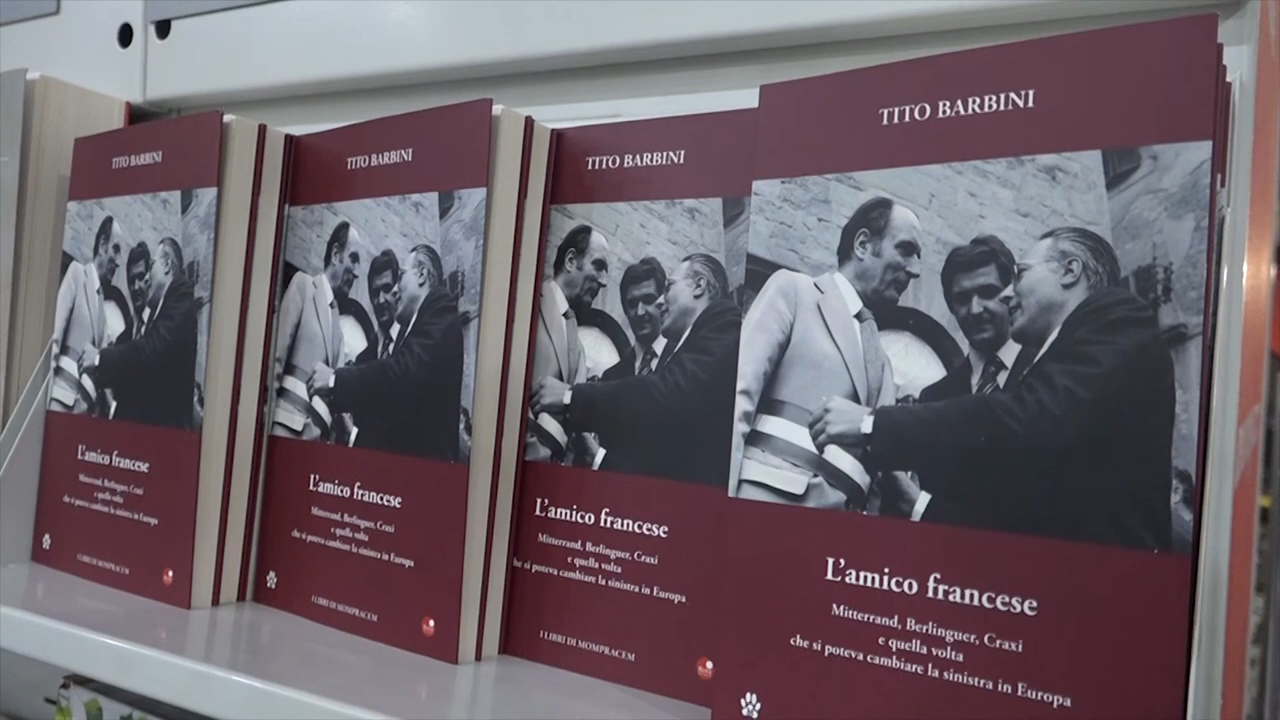 TITO BARBINI
L'amico francese
Mitterrand, Berlinguer, Craxi
e quella volta
che si poteva cambiare la sinistra in Europa
I LIBRI DI MOMPRACEM
TITO BARBINI
L'amico francese
Mitterrand, Berlinguer, Craxi
e quella volta
che si poteva cambiare la sinistra in Europa
I LIBRI DI MOMPRACEM
TITO BARBINI
L'amico francese
Mitterrand, Berlinguer, Craxi
e quella volta
he si poteva cambiare la sinistra in Europa
I LIBRI DI MOMPRACEM
TITO BARBINI
L'amico francese
Mitterrand, Berlinguer, Craxi
e quella volta
che si poteva cambiare la sinistra in Europa